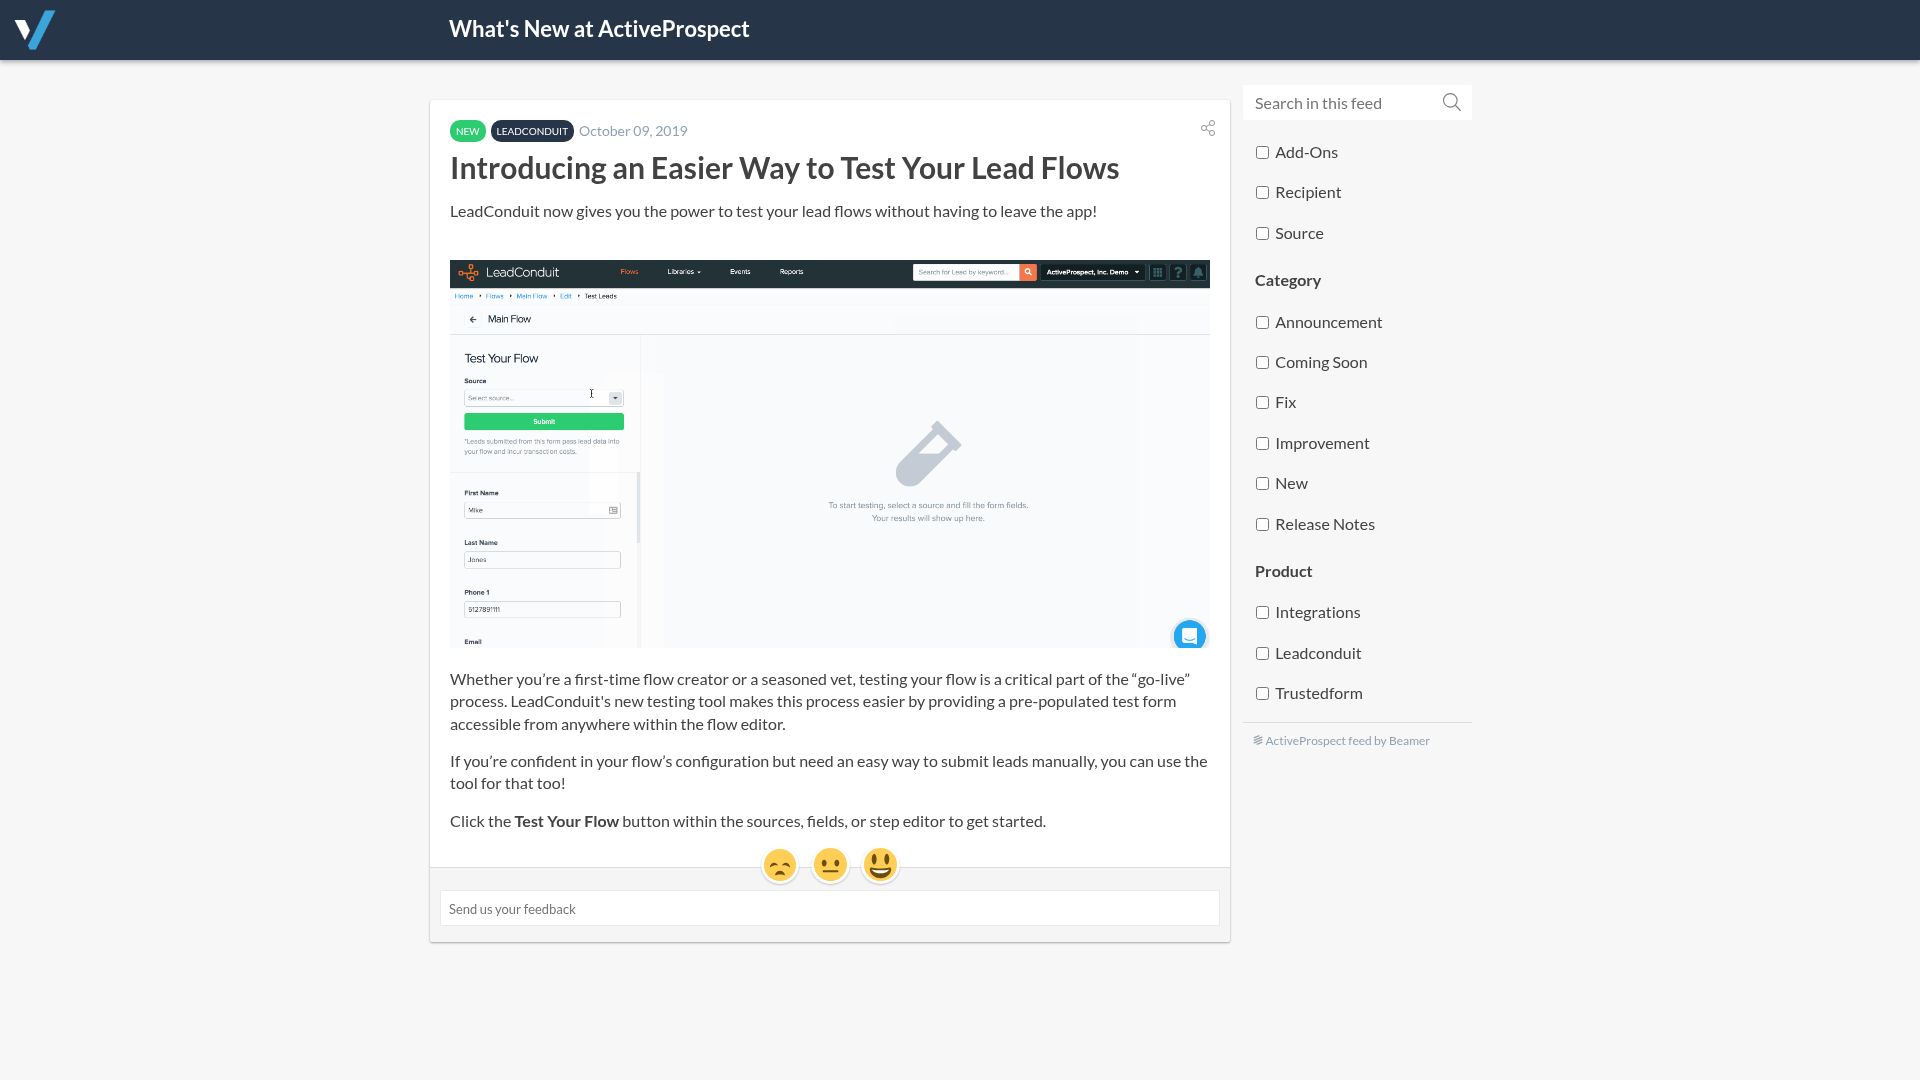 What's New at ActiveProspect
NEW LEADCONDUIT October 09, 2019
Introducing an Easier Way to Test Your Lead Flows
LeadConduit now gives you the power to test your lead flows without having to leave the app!
LeadConduit Flows Libraries Events Reports Search for Lead by keyword... ActiveProspect, Inc. Demo ?
Home Flows Main Flow Edit Test Leads
Main Flow
Test Your Flow
Source
Select source...
Submit
*Leads submitted from this form pass lead data into
your flow and incur transaction costs.
First Name
Mike
Last Name
Jones
Phone 1
5127891111
Email
To start testing, select a source and fill the form fields.
Your results will show up here.
Whether you’re a first-time flow creator or a seasoned vet, testing your flow is a critical part of the “go-live”
process. LeadConduit's new testing tool makes this process easier by providing a pre-populated test form
accessible from anywhere within the flow editor.
If you’re confident in your flow’s configuration but need an easy way to submit leads manually, you can use the
tool for that too!
Click the Test Your Flow button within the sources, fields, or step editor to get started.
Send us your feedback
Search in this feed
Add-Ons
Recipient
Source
Category
Announcement
Coming Soon
Fix
Improvement
New
Release Notes
Product
Integrations
Leadconduit
Trustedform
ActiveProspect feed by Beamer